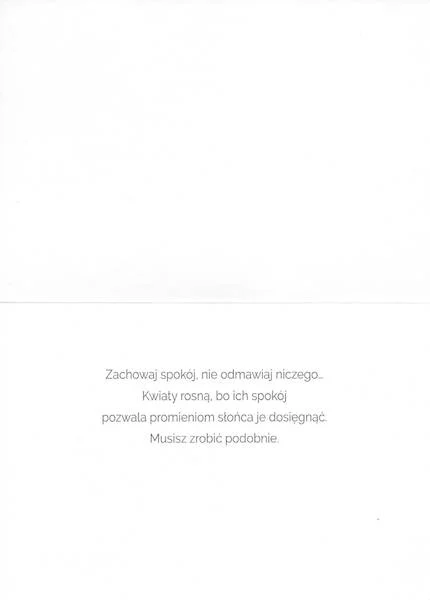 Zachowaj spokój, nie odmawiaj niczego...
Kwiaty rosną, bo ich spokój
pozwala promieniom słońca je dosięgnąć.
Musisz zrobić podobnie.